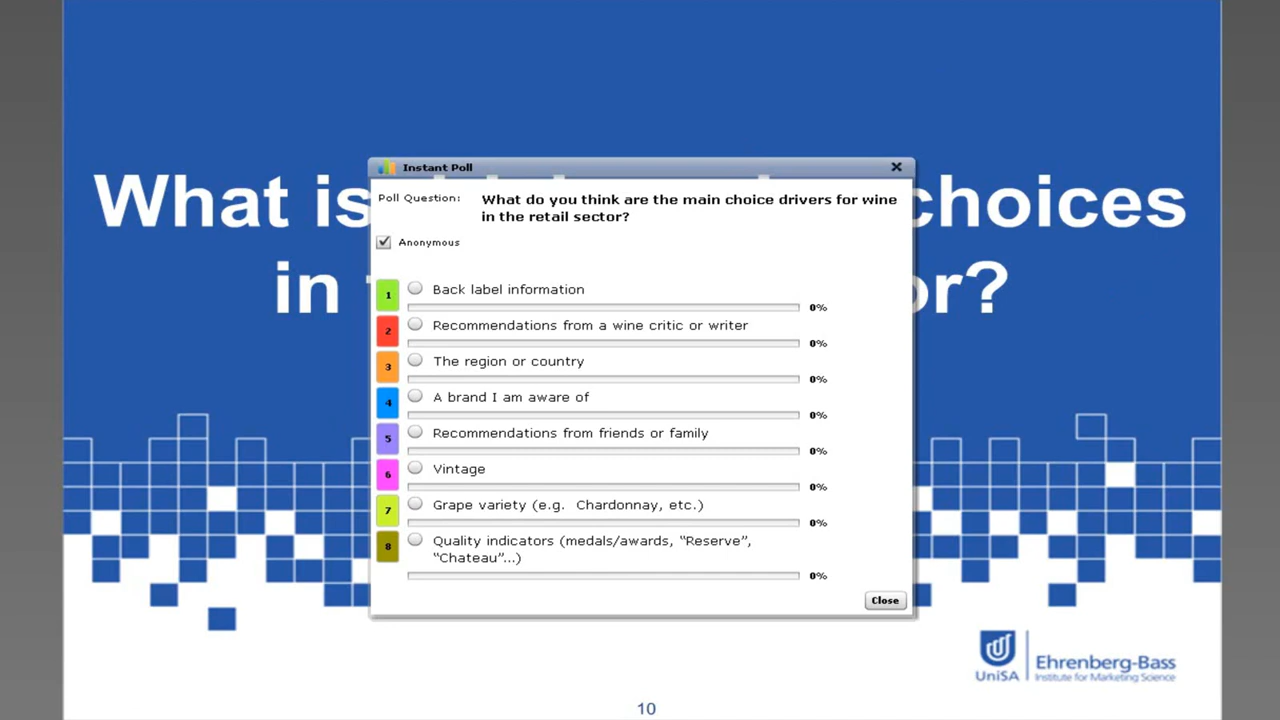 Instant Poll
Poll Question:
What do you think are the main choice drivers for wine
in the retail sector?
Anonymous
What is
choices
in
or?
1
Back label information
0%
2
Recommendations from a wine critic or writer
0%
3
The region or country
0%
4
A brand I am aware of
0%
5
Recommendations from friends or family
0%
6
Vintage
0%
7
Grape variety (e.g. Chardonnay, etc.)
0%
8
Quality indicators (medals/awards, “Reserve”,
“Chateau”...)
0%
Close
UniSA
Ehrenberg-Bass
Institute for Marketing Science
10